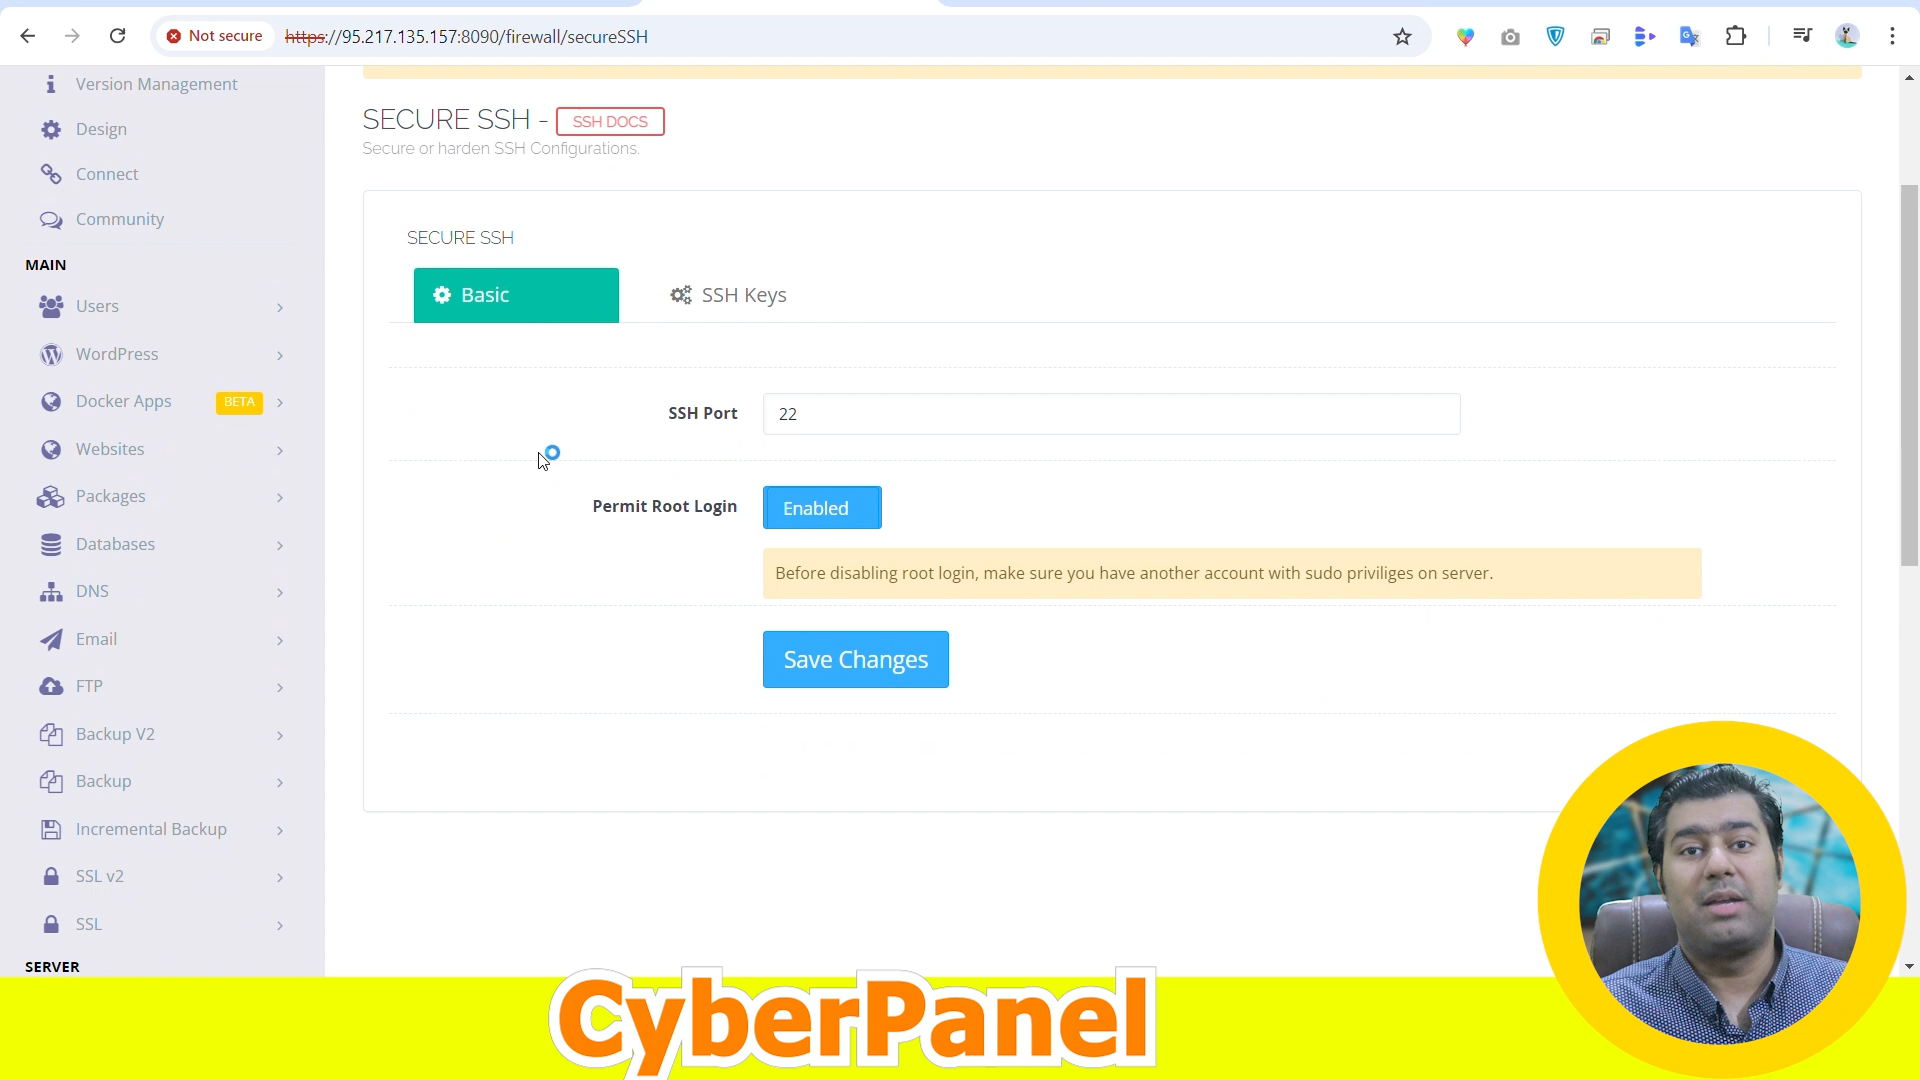 Not secure
https://95.217.135.157:8090/firewall/secureSSH
Version Management
Design
Connect
Community
MAIN
Users
WordPress
Docker Apps BETA
Websites
Packages
Databases
DNS
Email
FTP
Backup V2
Backup
Incremental Backup
SSL v2
SSL
SERVER
SECURE SSH - SSH DOCS
Secure or harden SSH Configurations.
SECURE SSH
Basic SSH Keys
SSH Port 22
Permit Root Login Enabled
Before disabling root login, make sure you have another account with sudo priviliges on server.
Save Changes
CyberPanel